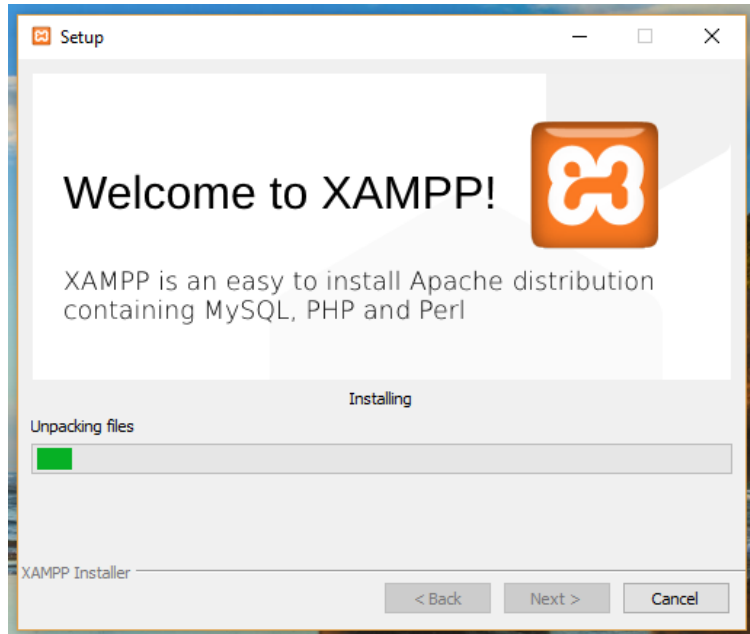 Setup
Welcome to XAMPP!
XAMPP is an easy to install Apache distribution
containing MySQL, PHP and Perl
Installing
Unpacking files
XAMPP Installer
< Back
Next >
Cancel